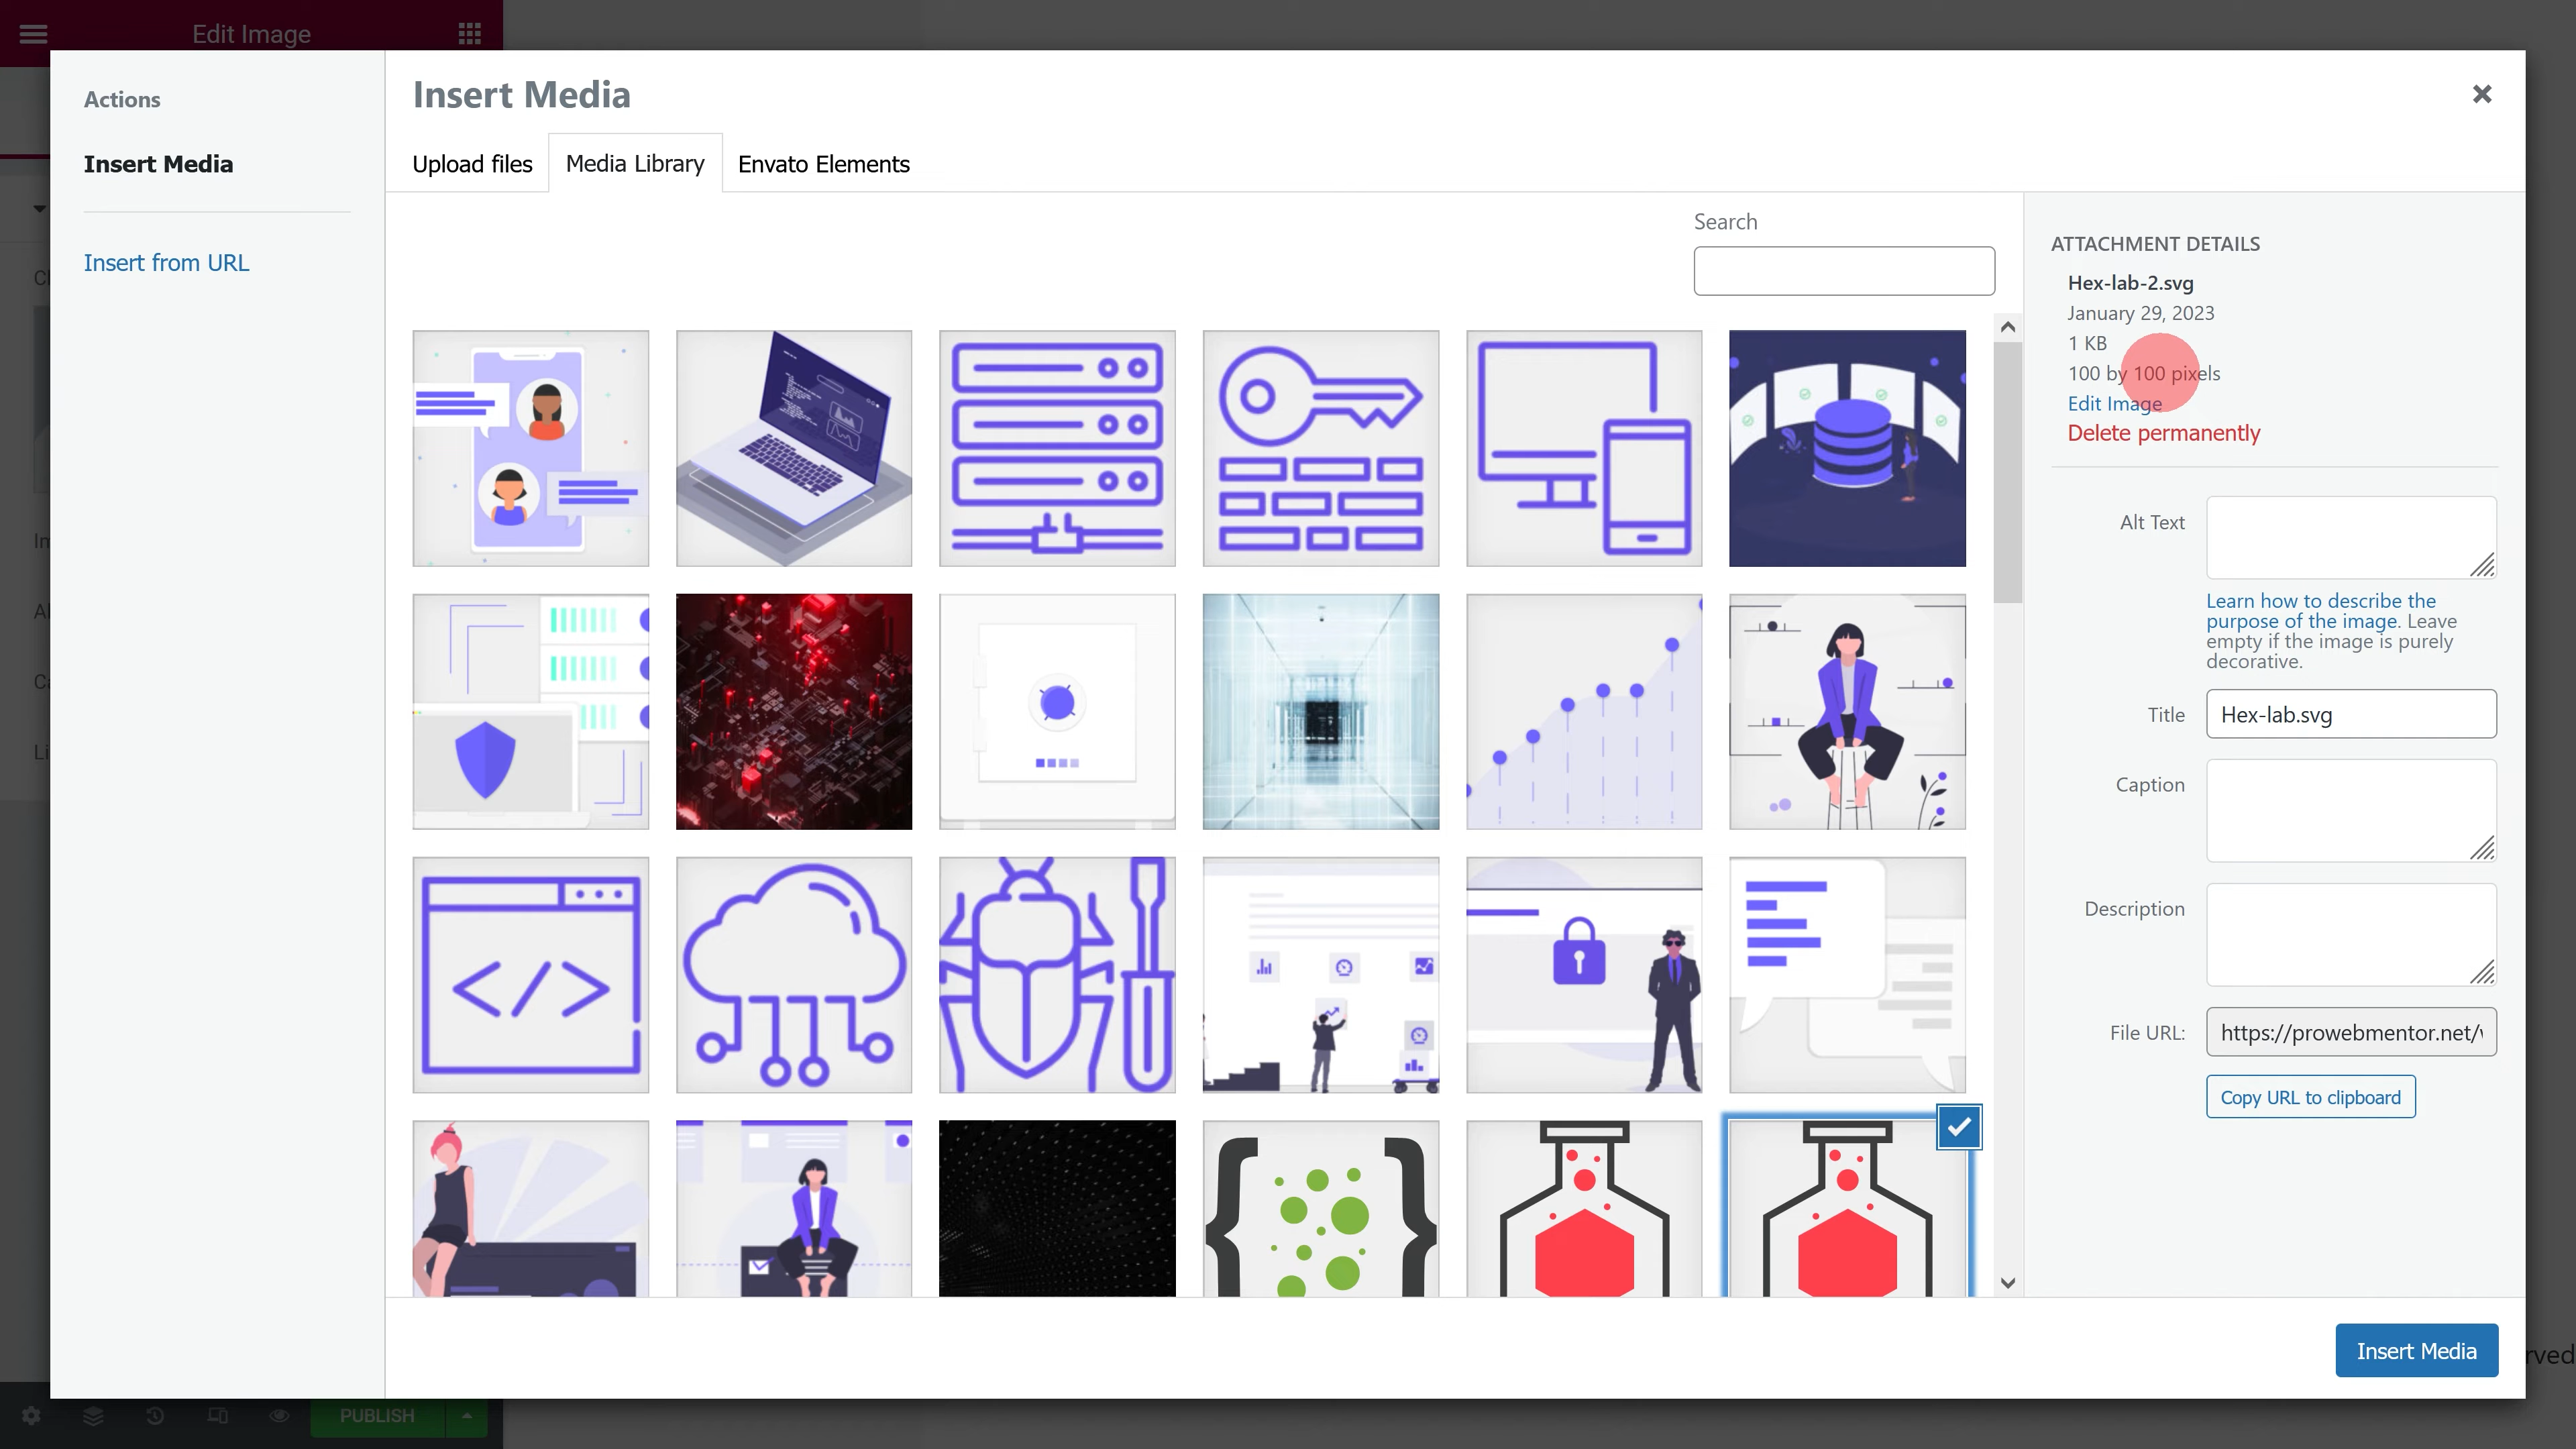 Edit Image
Actions
Insert Media
Insert from URL
Insert Media
Upload files
Media Library
Envato Elements
Search
ATTACHMENT DETAILS
Hex-lab-2.svg
January 29, 2023
1 KB
100 by 100 pixels
Edit Image
Delete permanently
Alt Text
Learn how to describe the
purpose of the image. Leave
empty if the image is purely
decorative.
Title
Hex-lab.svg
Caption
Description
File URL:
https://prowebmentor.net/
Copy URL to clipboard
Insert Media
PUBLISH